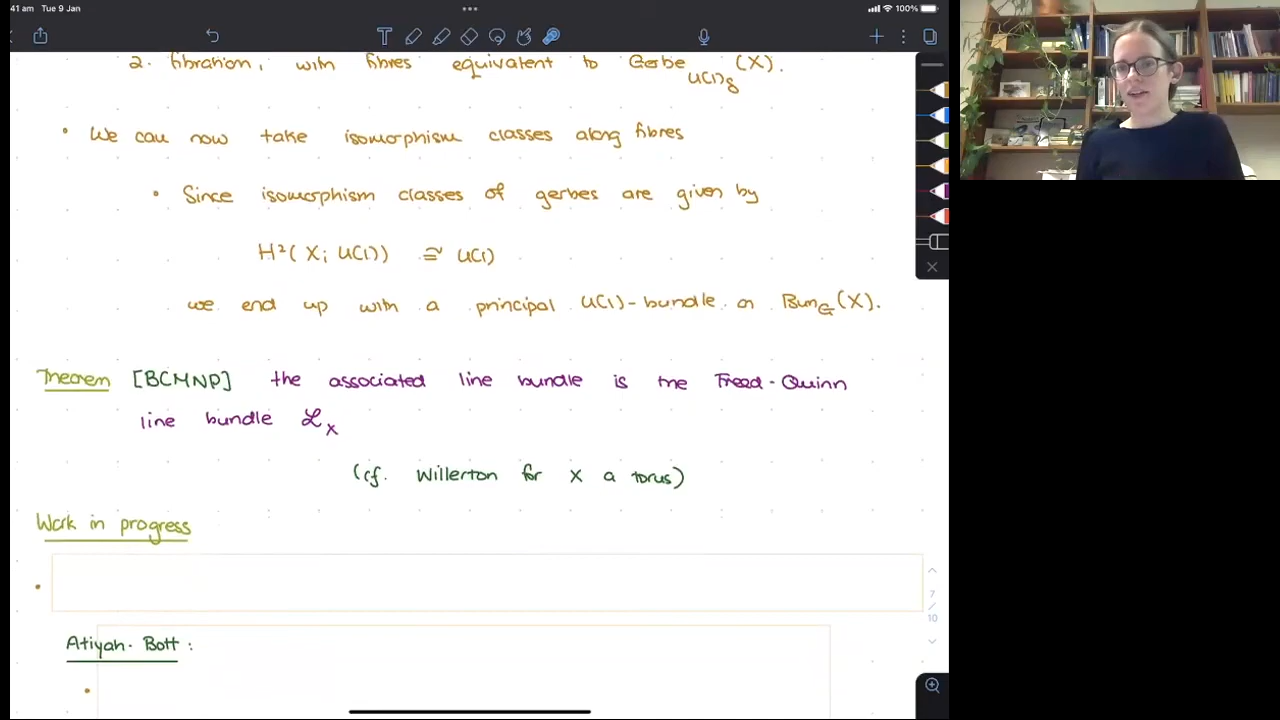 41 am Tue 9 Jan
100%
2. fibration, with fibres equivalent to Gerbe_{U(1)_δ} (X).
• We can now take isomorphism classes along fibres
• Since isomorphism classes of gerbes are given by
H²(X; U(1)) ≅ U(1)
we end up with a principal U(1)-bundle on Bun_G(X).
Theorem [BCMNP] the associated line bundle is the Freed-Quinn
line bundle ℒ_X
(cf. Willerton for X a torus)
Work in progress
7
/
10
Atiyah-Bott :